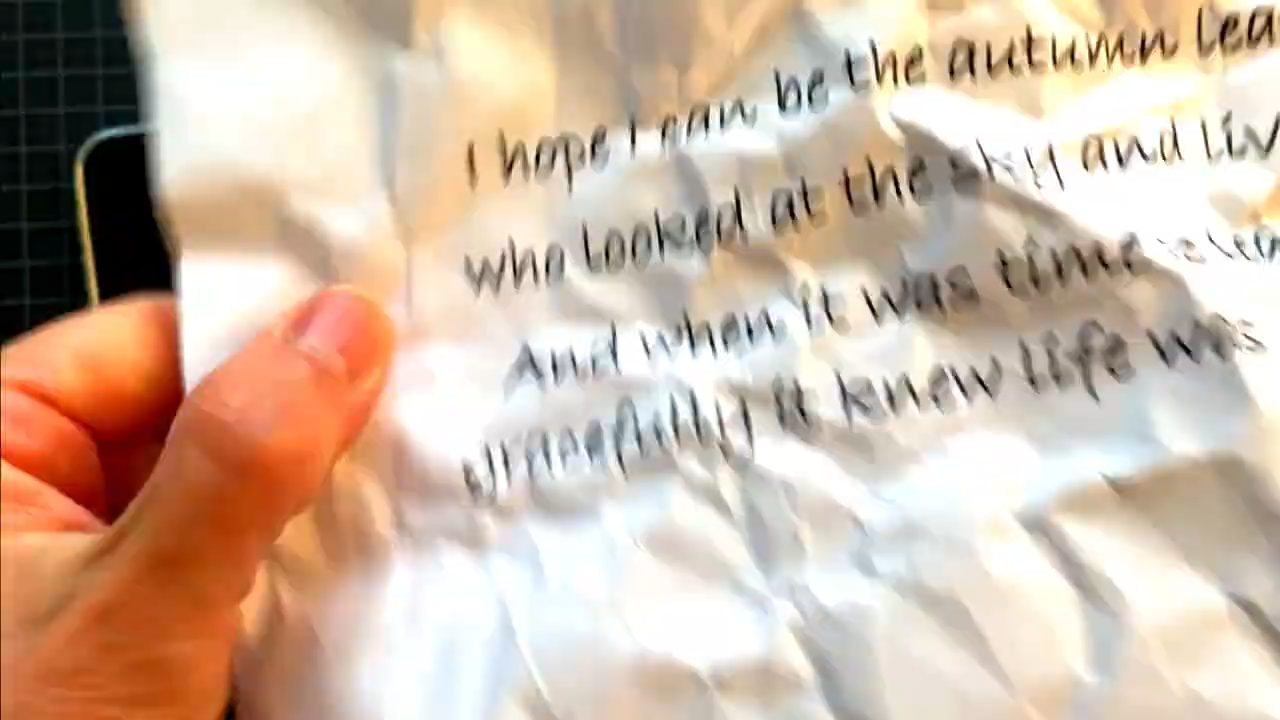 I hope I can be the autumn lea
who looked at the sky and liv
And when it was time
gracefully it knew life was